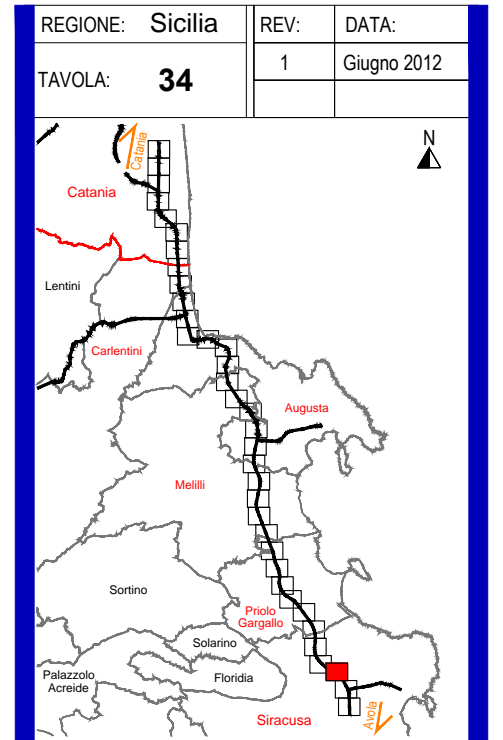 REGIONE: Sicilia
REV:
DATA:
TAVOLA: 34
1
Giugno 2012
Catania
N
Catania
Lentini
Carlentini
Augusta
Melilli
Sortino
Priolo
Gargallo
Solarino
Palazzolo
Acreide
Floridia
Siracusa
Avola